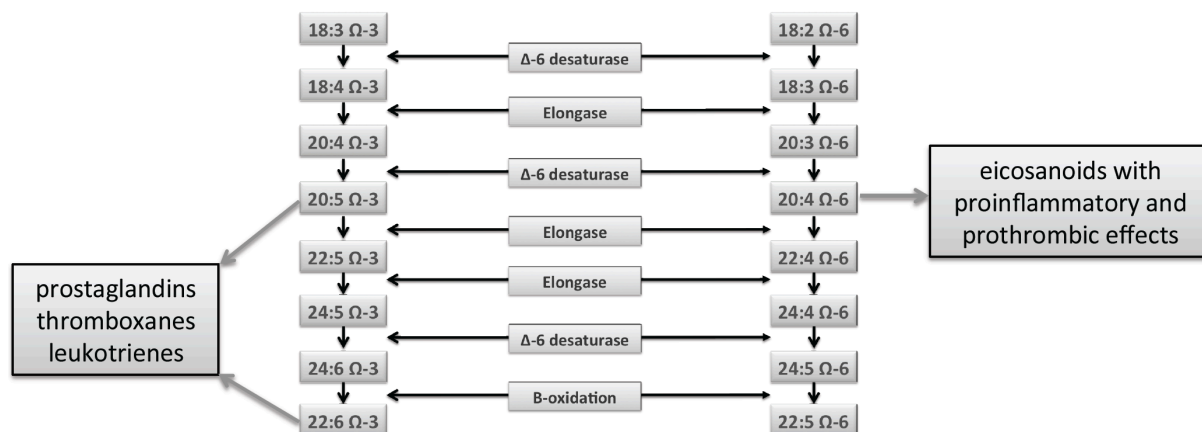 18:3 Ω-3
18:2 Ω-6
Δ-6 desaturase
18:4 Ω-3
18:3 Ω-6
Elongase
20:4 Ω-3
20:3 Ω-6
Δ-6 desaturase
20:5 Ω-3
20:4 Ω-6
eicosanoids with
proinflammatory and
prothrombic effects
Elongase
22:5 Ω-3
22:4 Ω-6
Elongase
prostaglandins
thromboxanes
leukotrienes
24:5 Ω-3
24:4 Ω-6
Δ-6 desaturase
24:6 Ω-3
24:5 Ω-6
B-oxidation
22:6 Ω-3
22:5 Ω-6